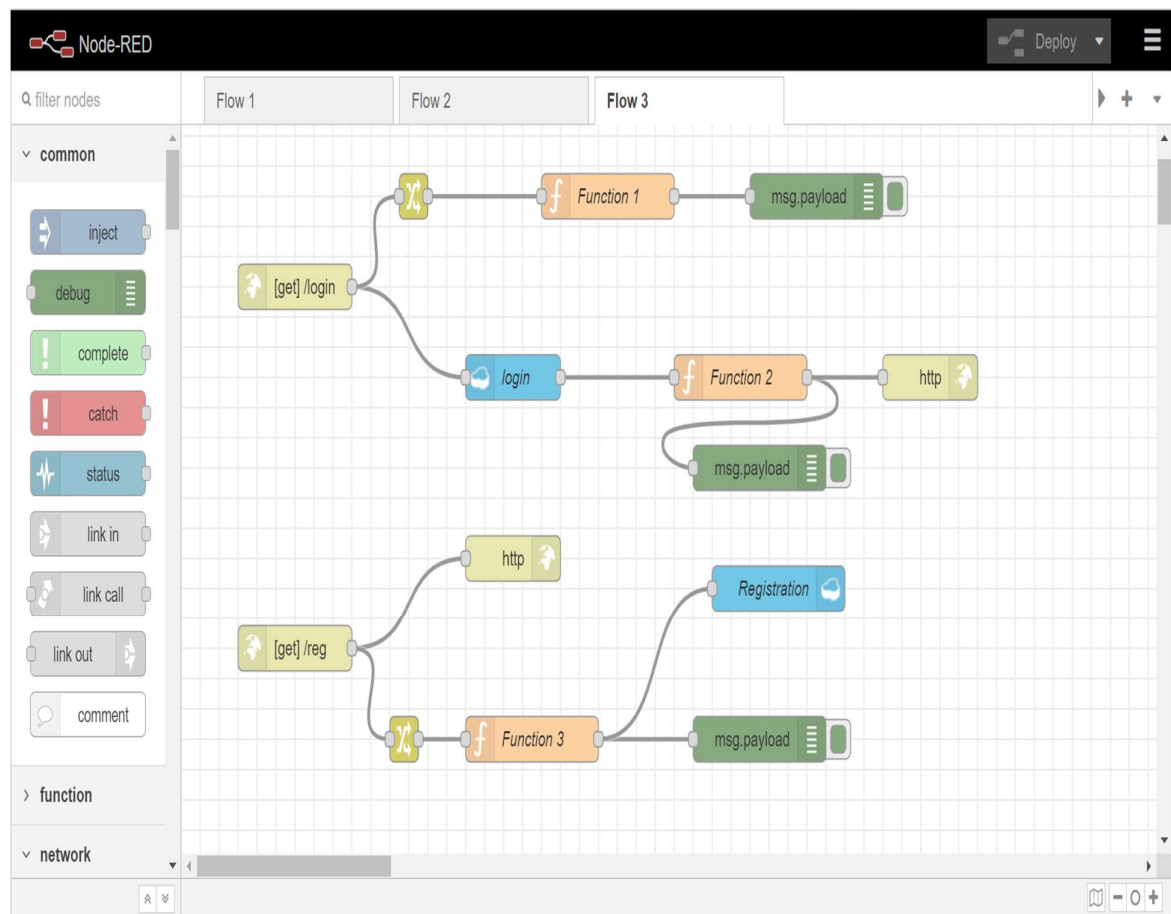 Node-RED
Deploy
filter nodes
Flow 1
Flow 2
Flow 3
common
inject
debug
complete
catch
status
link in
link call
link out
comment
function
network
Function 1
msg.payload
[get] /login
login
Function 2
http
msg.payload
http
Registration
[get] /reg
Function 3
msg.payload